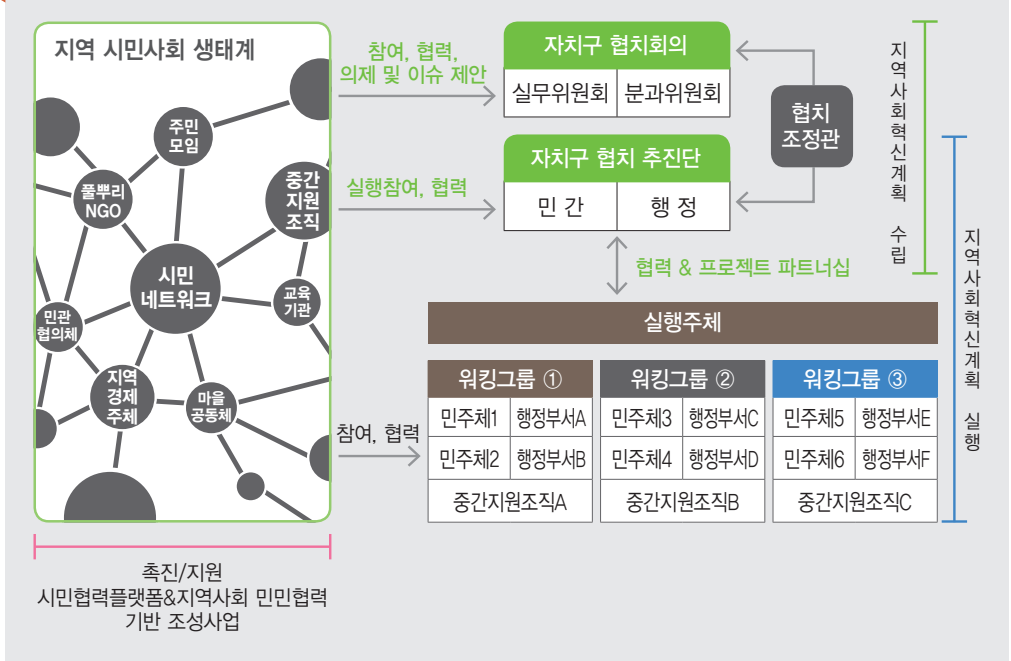 지역 시민사회 생태계
주민
모임
풀뿌리
NGO
중간
지원
조직
시민
네트워크
교육
기관
민관
협의체
지역
경제
주체
마을
공동체
촉진/지원
시민협력플랫폼&지역사회 민민협력
기반 조성사업
참여, 협력,
의제 및 이슈 제안
실행참여, 협력
참여, 협력
자치구 협치회의
실무위원회 분과위원회
자치구 협치 추진단
민 간 행 정
협치
조정관
협력 & 프로젝트 파트너십
실행주체
워킹그룹 ① 워킹그룹 ② 워킹그룹 ③
민주체1 행정부서A 민주체3 행정부서C 민주체5 행정부서E
민주체2 행정부서B 민주체4 행정부서D 민주체6 행정부서F
중간지원조직A 중간지원조직B 중간지원조직C
지역사회혁신계획 수립
지역사회혁신계획 실행